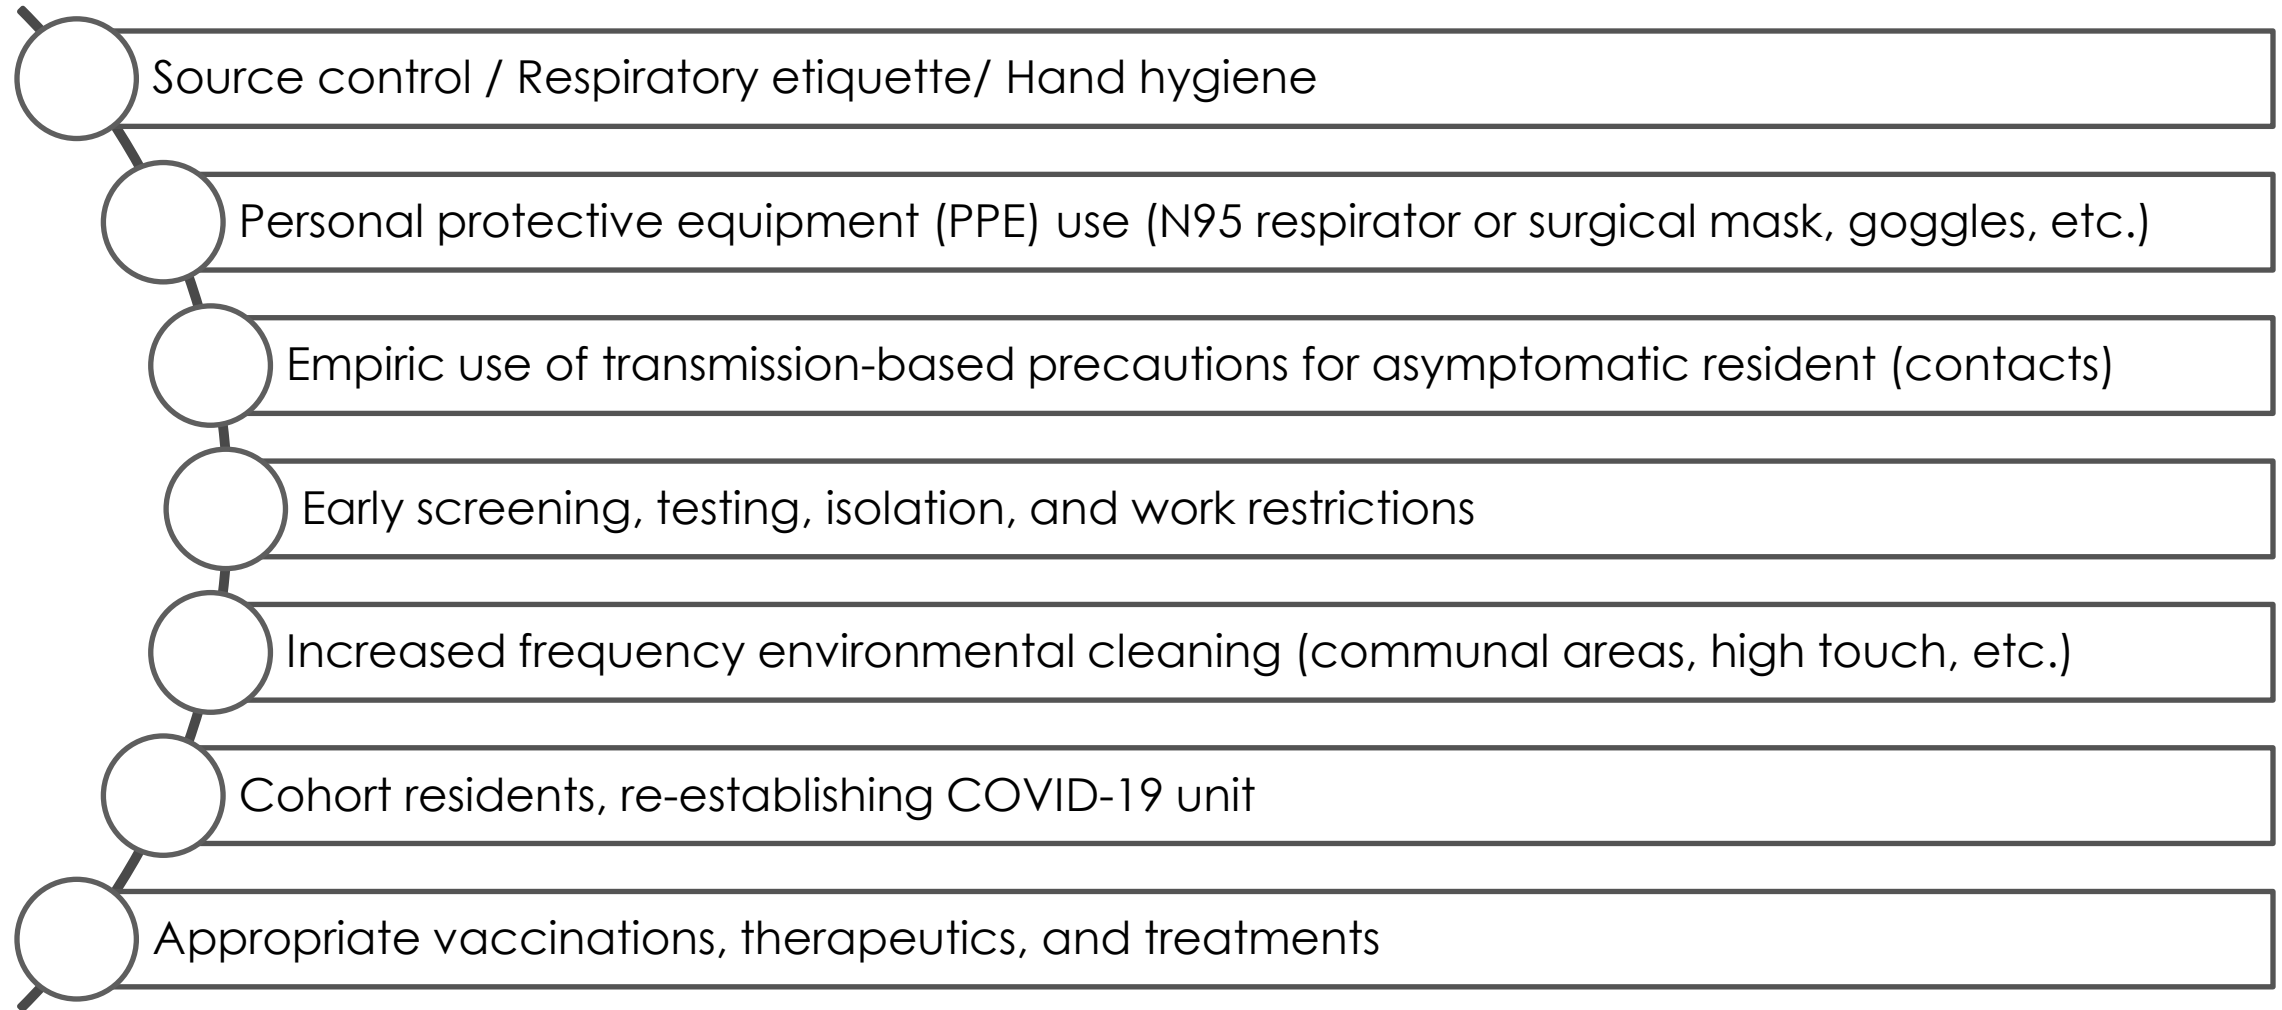 Source control / Respiratory etiquette/ Hand hygiene
Personal protective equipment (PPE) use (N95 respirator or surgical mask, goggles, etc.)
Empiric use of transmission-based precautions for asymptomatic resident (contacts)
Early screening, testing, isolation, and work restrictions
Increased frequency environmental cleaning (communal areas, high touch, etc.)
Cohort residents, re-establishing COVID-19 unit
Appropriate vaccinations, therapeutics, and treatments